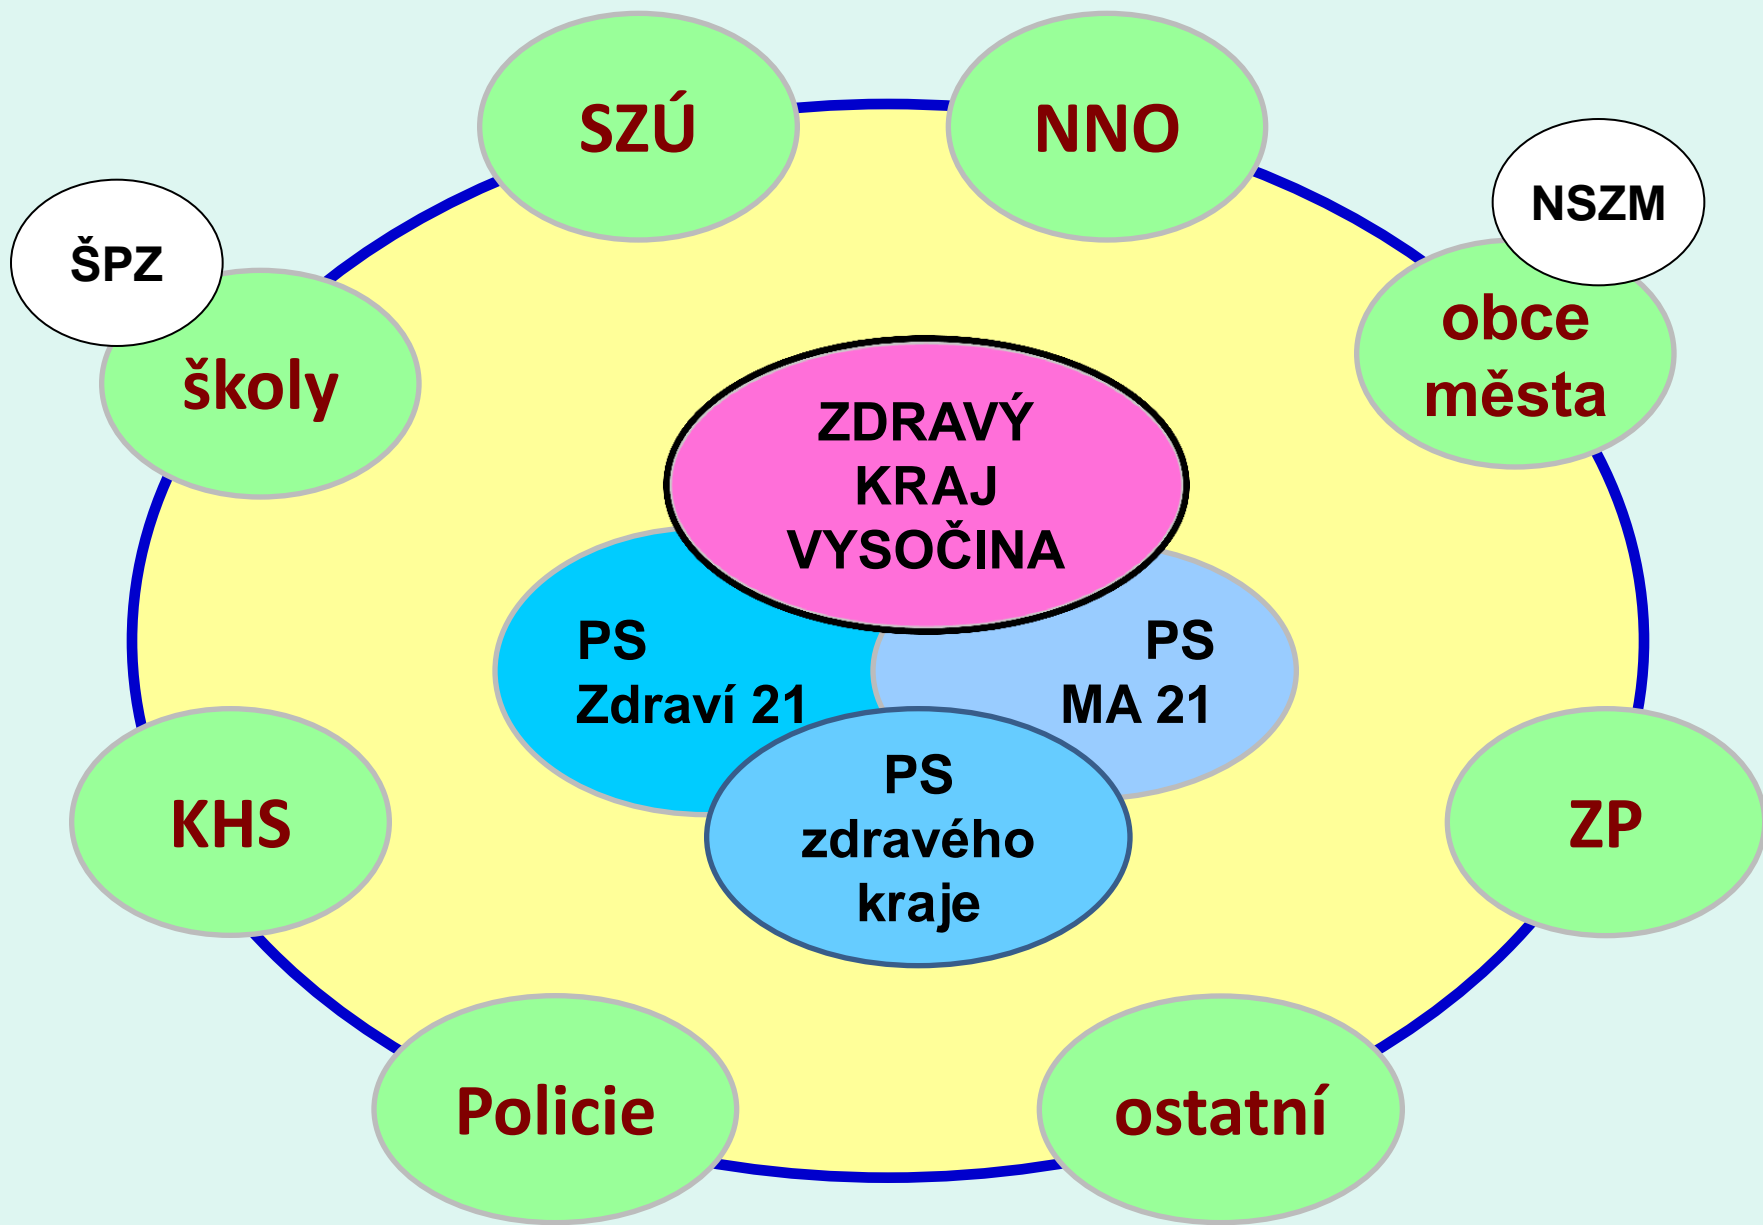 SZÚ
NNO
NSZM
ŠPZ
obce
města
školy
ZDRAVÝ
KRAJ
VYSOČINA
PS
Zdraví 21
PS
MA 21
PS
zdravého
kraje
KHS
ZP
Policie
ostatní